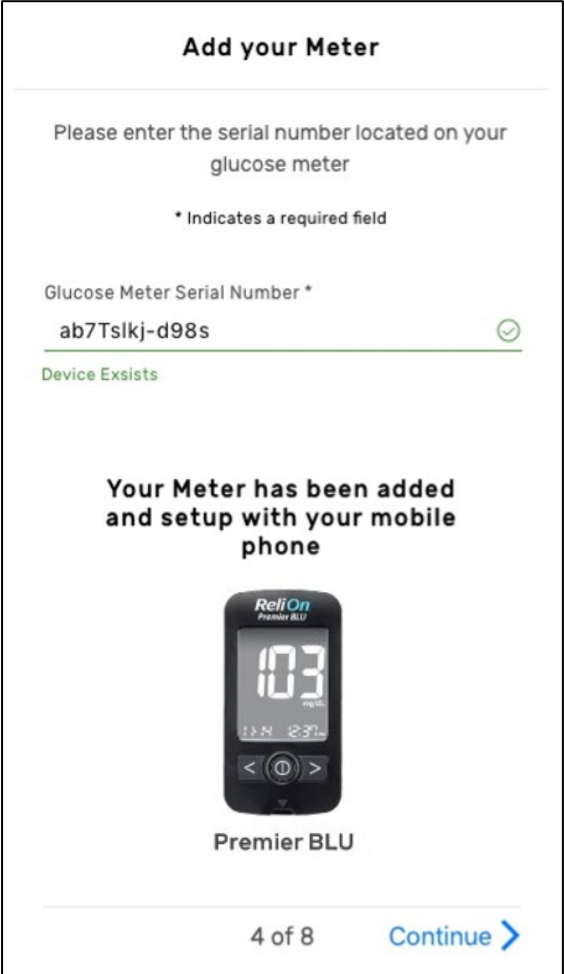 Add your Meter
Please enter the serial number located on your
glucose meter
* Indicates a required field
Glucose Meter Serial Number *
ab7Tslkj-d98s
Device Exsists
Your Meter has been added
and setup with your mobile
phone
ReliOn
Premier BLU
103
mg/dL
12:37
< >
Premier BLU
4 of 8
Continue >